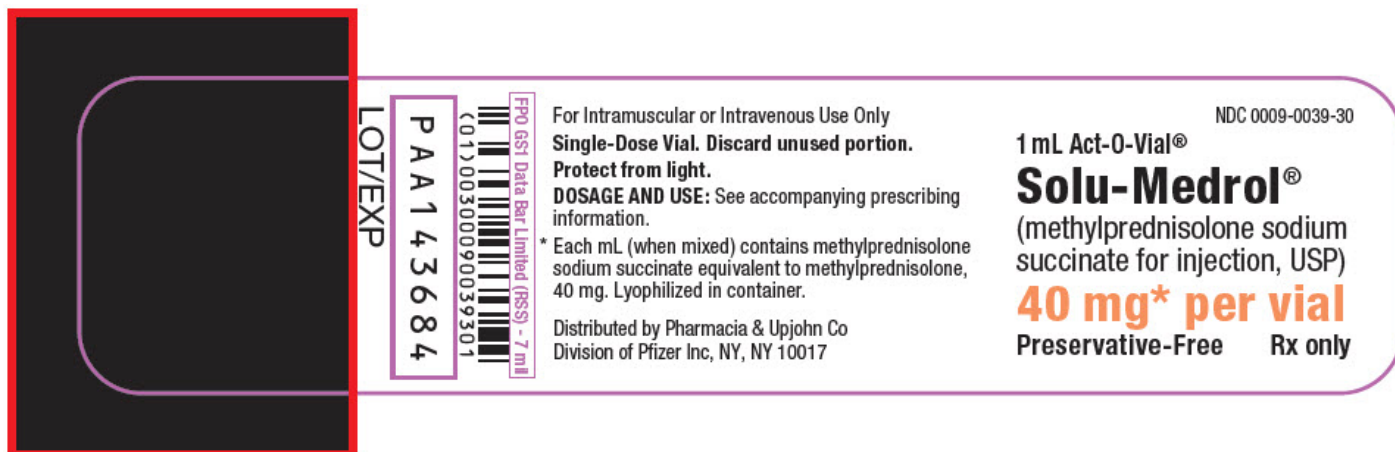 LOT/EXP
PAA143684
(01)00300090039301
FPO GS1 Data Bar Limited (RSS) - 7 mil
For Intramuscular or Intravenous Use Only
Single-Dose Vial. Discard unused portion.
Protect from light.
DOSAGE AND USE: See accompanying prescribing
information.
* Each mL (when mixed) contains methylprednisolone
sodium succinate equivalent to methylprednisolone,
40 mg. Lyophilized in container.
Distributed by Pharmacia & Upjohn Co
Division of Pfizer Inc, NY, NY 10017
NDC 0009-0039-30
1 mL Act-O-Vial®
Solu-Medrol®
(methylprednisolone sodium
succinate for injection, USP)
40 mg* per vial
Preservative-Free Rx only